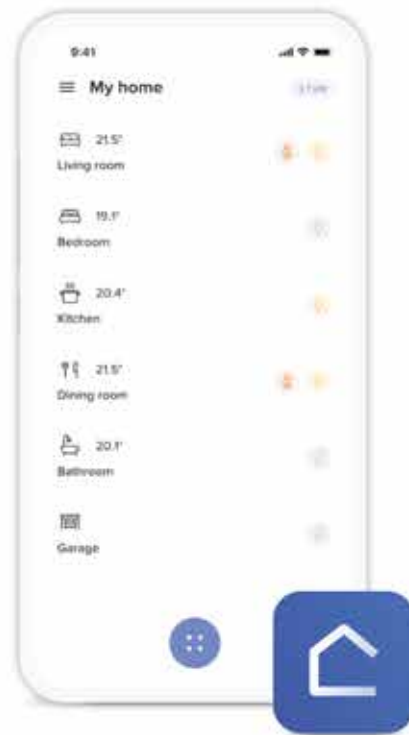 9:41
My home
21.5°
Living room
19.1°
Bedroom
20.4°
Kitchen
21.5°
Dining room
20.1°
Bathroom
Garage